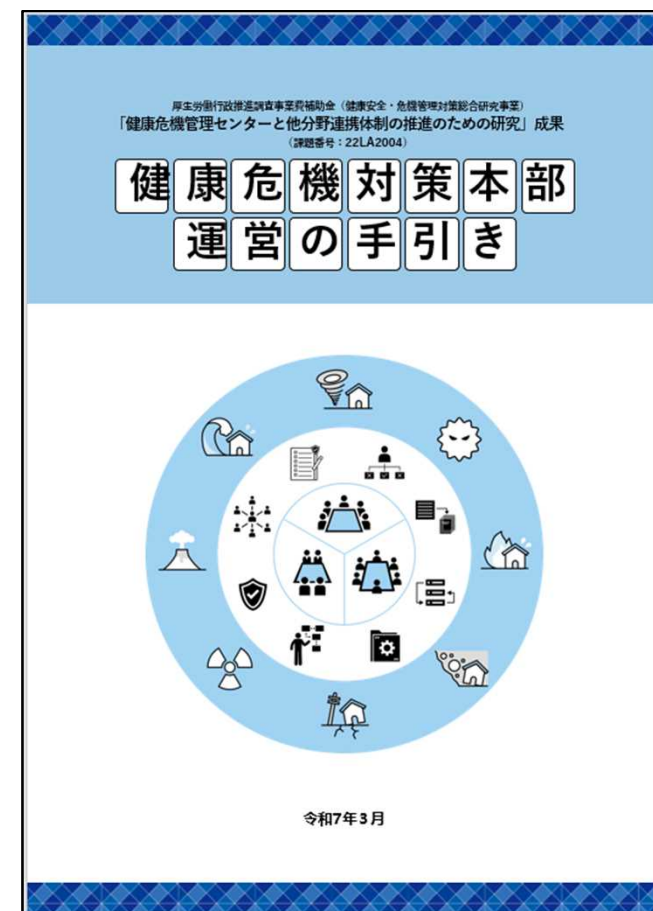 厚生労働行政推進調査事業費補助金（健康安全・危機管理対策総合研究事業）
「健康危機管理センターと他分野連携体制の推進のための研究」成果
（課題番号：22LA2004）
健康危機対策本部
運営の手引き
令和7年3月